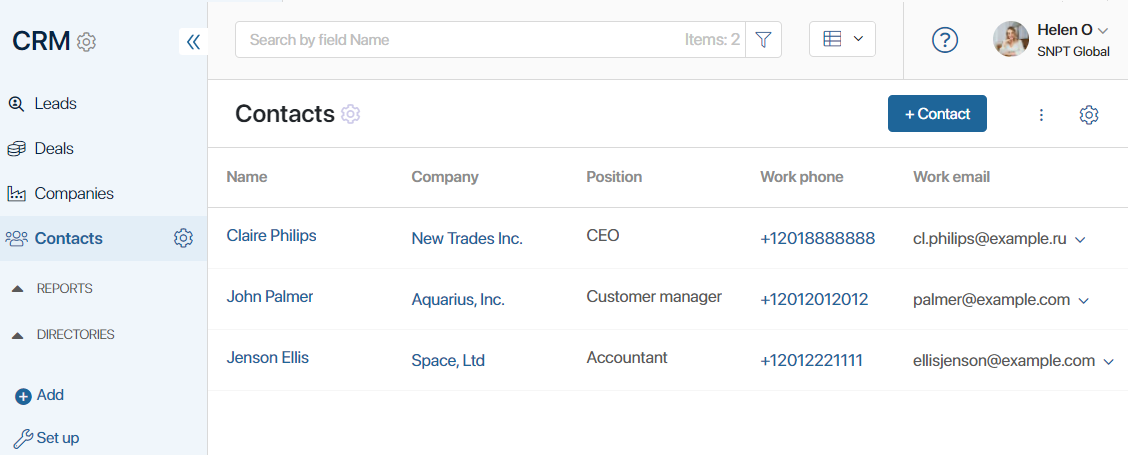 CRM
Leads
Deals
Companies
Contacts
REPORTS
DIRECTORIES
Add
Set up
Search by field Name Items: 2
?
Helen O
SNPT Global
Contacts
+ Contact
Name Company Position Work phone Work email
Claire Philips New Trades Inc. CEO +12018888888 cl.philips@example.ru
John Palmer Aquarius, Inc. Customer manager +12012012012 palmer@example.com
Jenson Ellis Space, Ltd Accountant +12012221111 ellisjenson@example.com